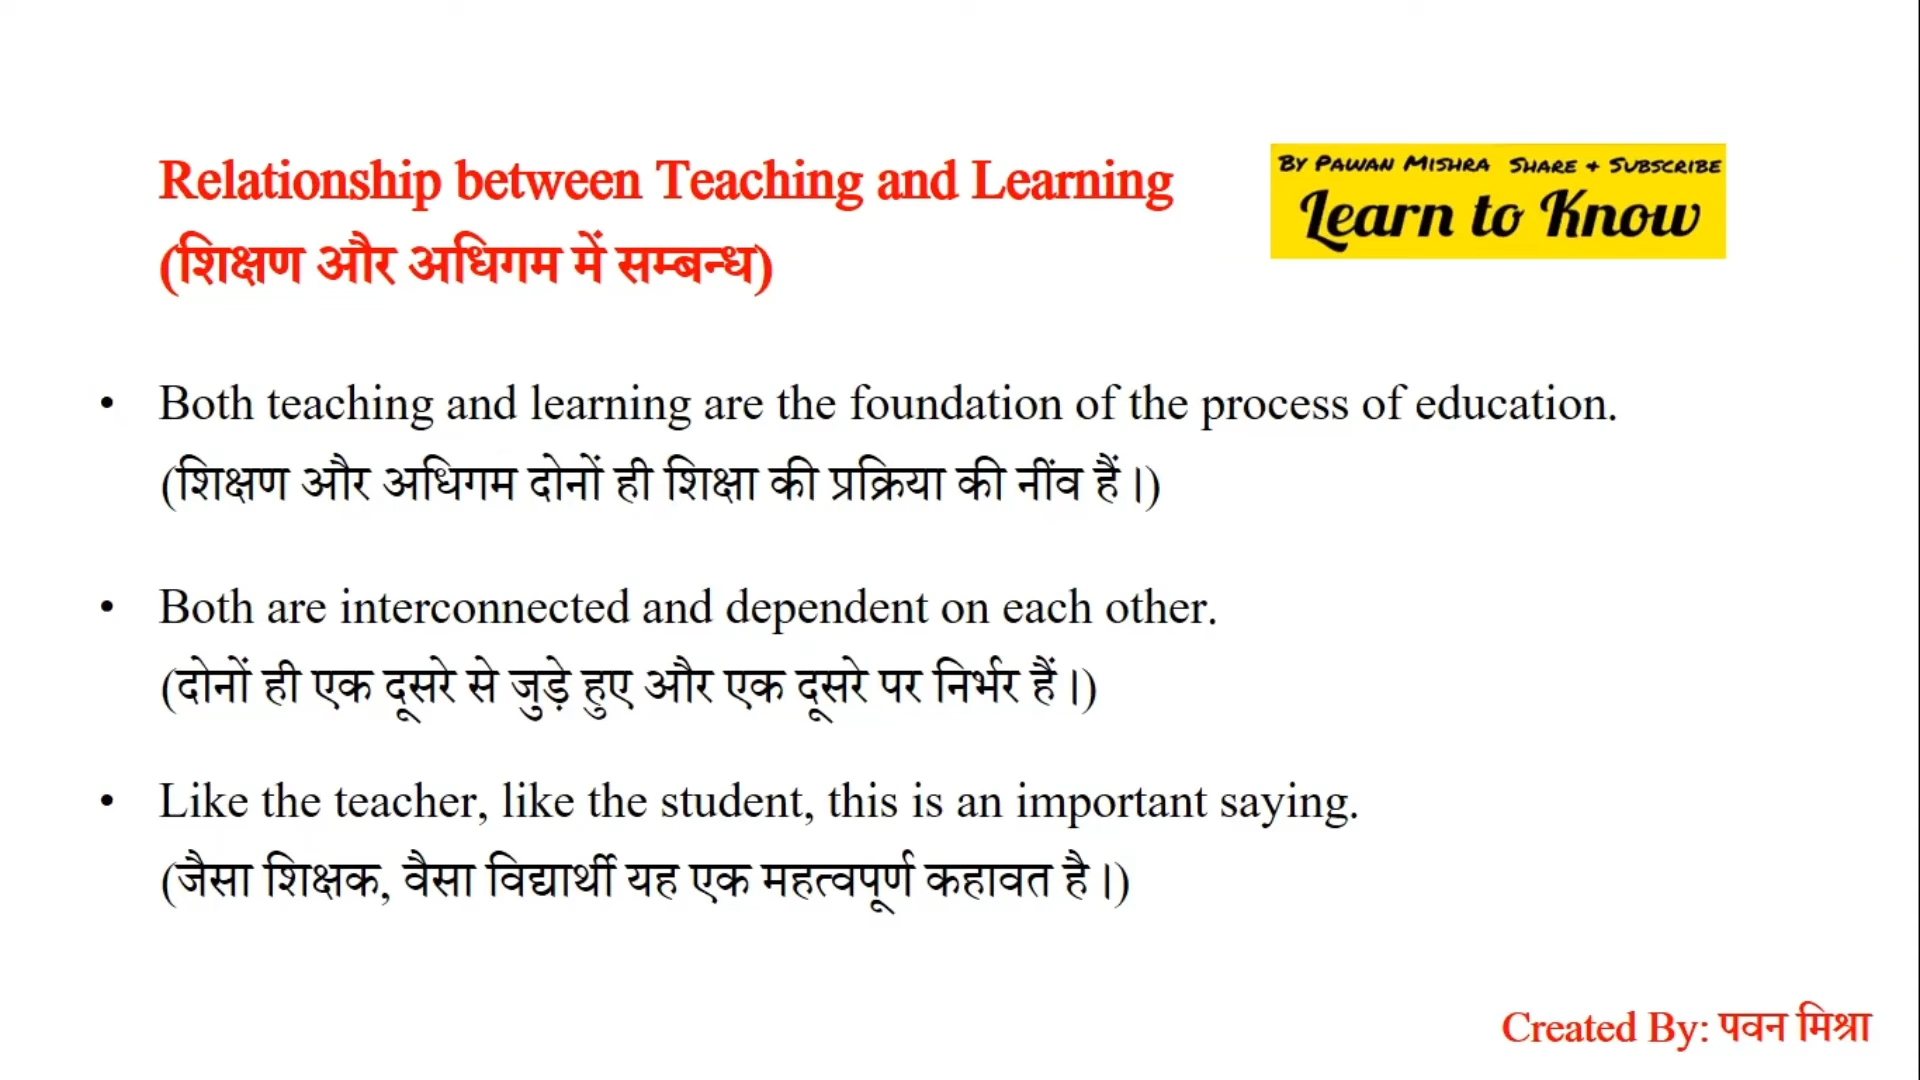 Relationship between Teaching and Learning
(शिक्षण और अधिगम में सम्बन्ध)
By Pawan Mishra Share + Subscribe
Learn to Know
• Both teaching and learning are the foundation of the process of education.
(शिक्षण और अधिगम दोनों ही शिक्षा की प्रक्रिया की नींव हैं।)
• Both are interconnected and dependent on each other.
(दोनों ही एक दूसरे से जुड़े हुए और एक दूसरे पर निर्भर हैं।)
• Like the teacher, like the student, this is an important saying.
(जैसा शिक्षक, वैसा विद्यार्थी यह एक महत्वपूर्ण कहावत है।)
Created By: पवन मिश्रा